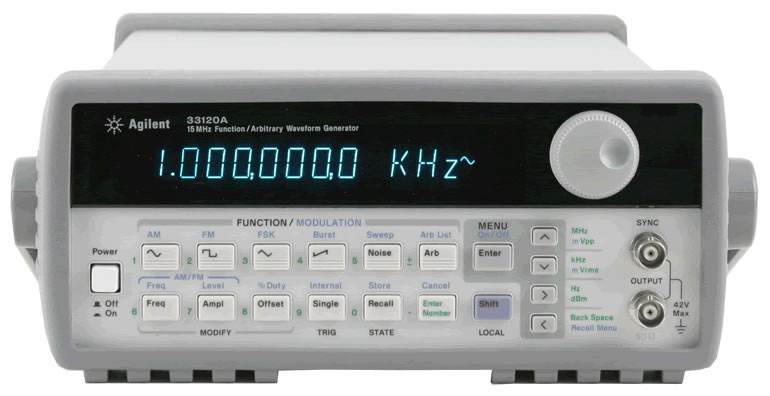 Agilent
33120A
15 MHz Function / Arbitrary Waveform Generator
1.000,000,0 KHz~
FUNCTION / MODULATION
MENU
On/Off
AM FM FSK Burst Sweep Arb List
1 2 3 4 5 Noise ± Arb Enter
Power
Off
On
AM/FM
Freq Level %Duty Internal Store Cancel
6 Freq 7 Ampl 8 Offset 9 Single 0 Recall . Enter Number Shift
MODIFY TRIG STATE LOCAL
MHz
m Vpp
kHz
m Vrms
Hz
dBm
Back Space
Recall Menu
SYNC
OUTPUT
42V
Max
50Ω